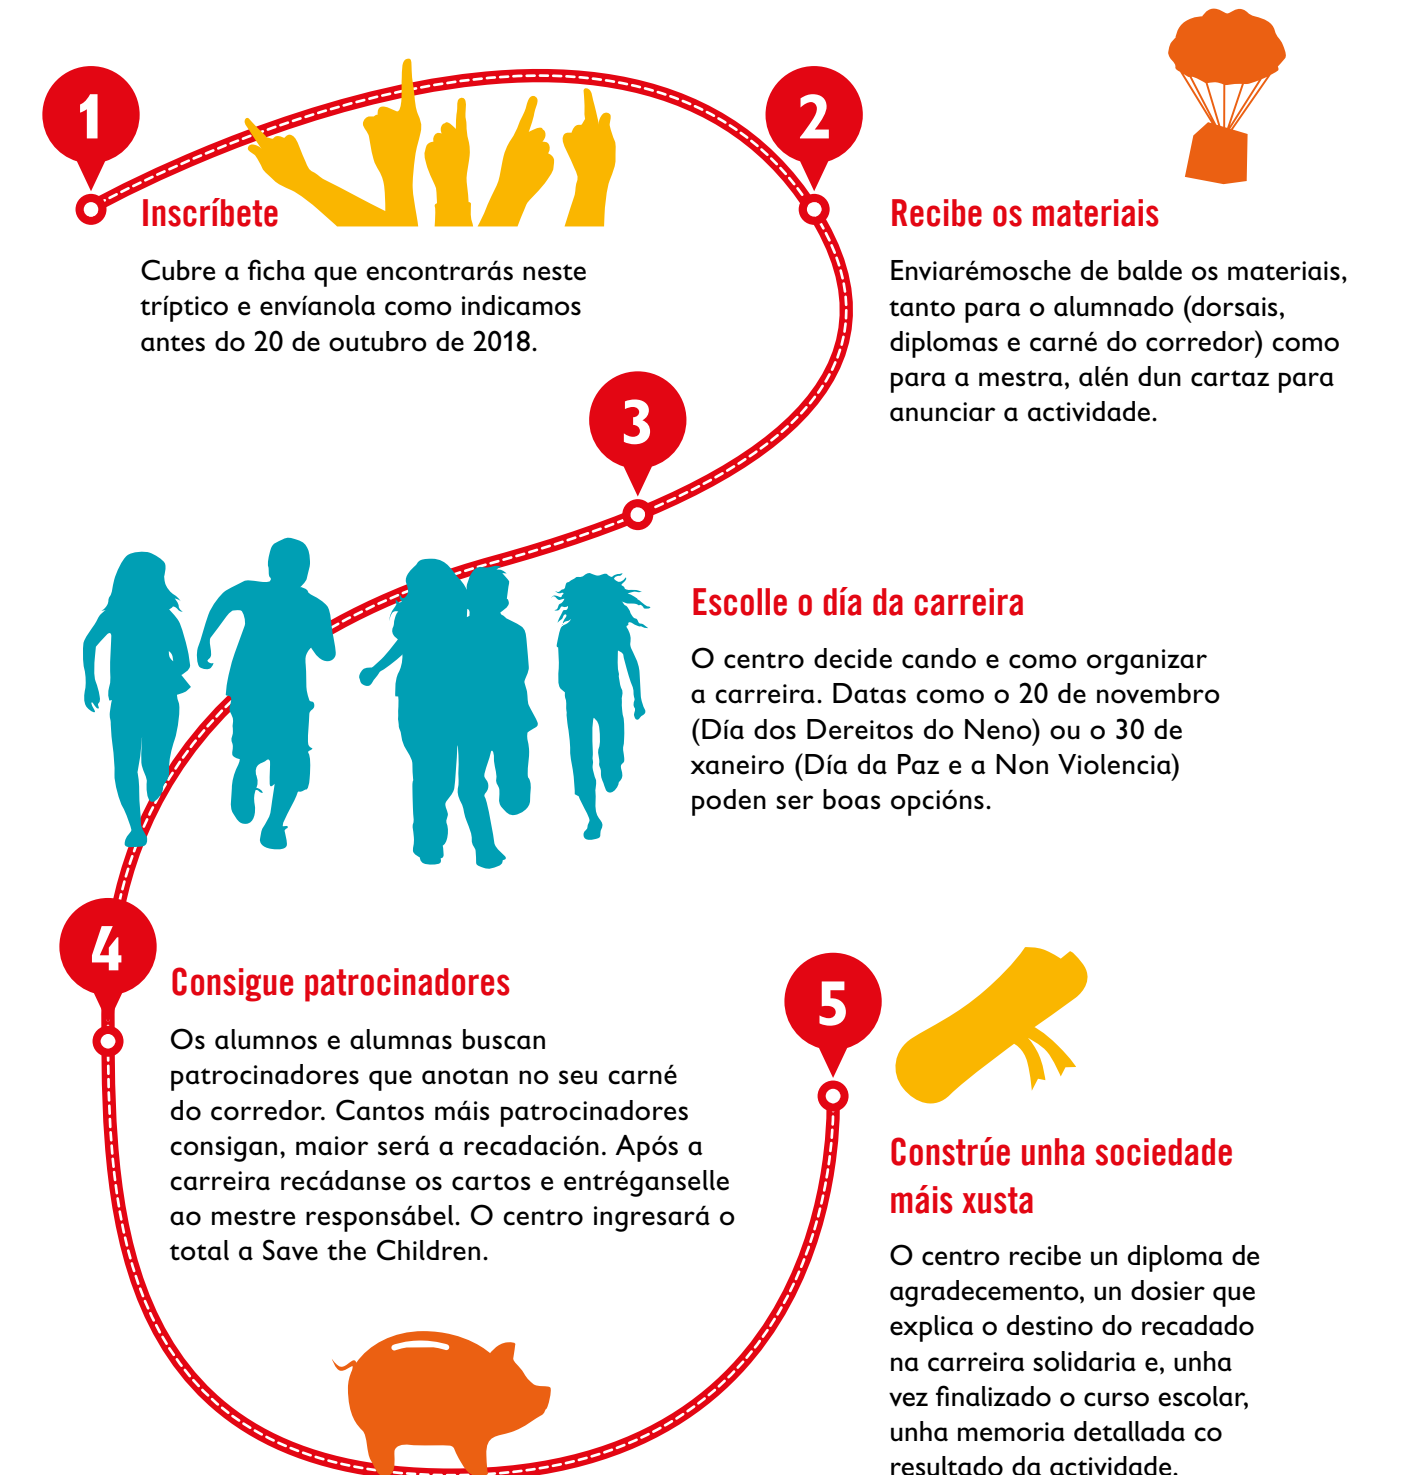 1
Inscríbete
Cubre a ficha que encontrarás neste
tríptico e envíanola como indicamos
antes do 20 de outubro de 2018.
2
Recibe os materiais
Enviarémosche de balde os materiais,
tanto para o alumnado (dorsais,
diplomas e carné do corredor) como
para a mestra, alén dun cartaz para
anunciar a actividade.
3
Escolle o día da carreira
O centro decide cando e como organizar
a carreira. Datas como o 20 de novembro
(Día dos Dereitos do Neno) ou o 30 de
xaneiro (Día da Paz e a Non Violencia)
poden ser boas opcións.
4
Consigue patrocinadores
Os alumnos e alumnas buscan
patrocinadores que anotan no seu carné
do corredor. Cantos máis patrocinadores
consigan, maior será a recadación. Após a
carreira recádanse os cartos e entréganselle
ao mestre responsábel. O centro ingresará o
total a Save the Children.
5
Constrúe unha sociedade
máis xusta
O centro recibe un diploma de
agradecemento, un dosier que
explica o destino do recadado
na carreira solidaria e, unha
vez finalizado o curso escolar,
unha memoria detallada co
resultado da actividade.